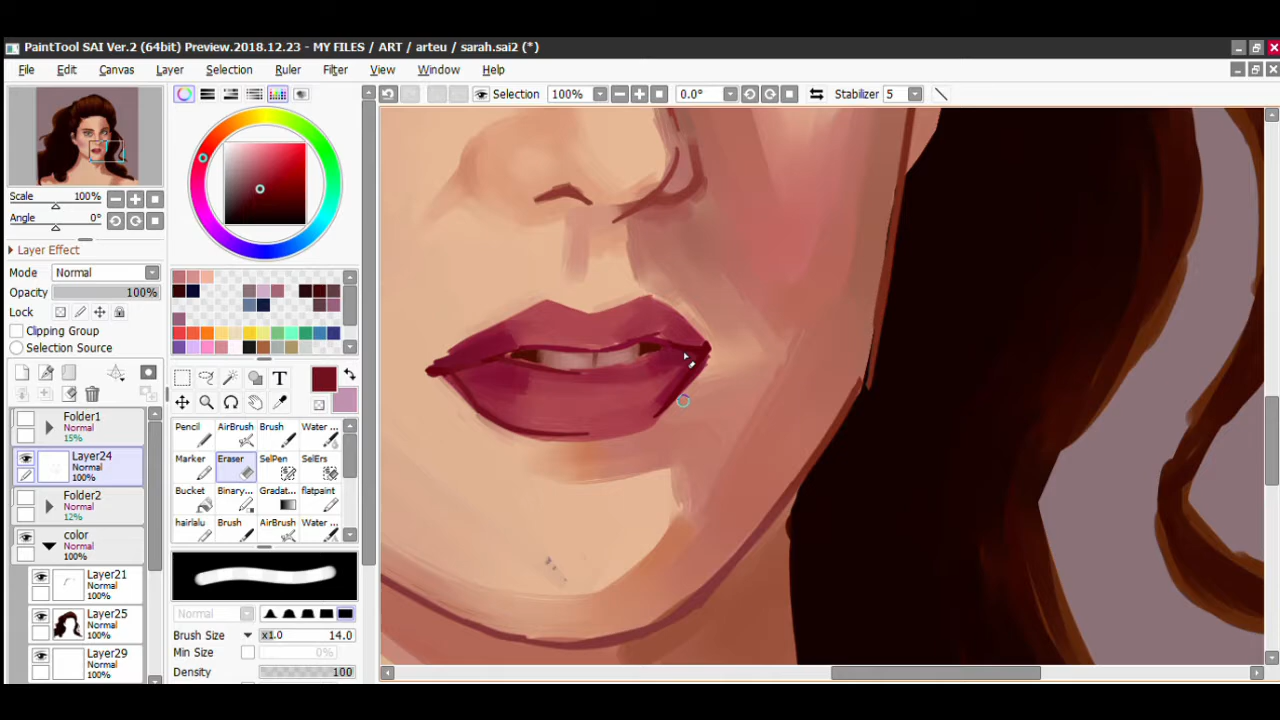 PaintTool SAI Ver.2 (64bit) Preview.2018.12.23 - MY FILES / ART / arteu / sarah.sai2 (*)
File Edit Canvas Layer Selection Ruler Filter View Window Help
Selection 100% 0.0° Stabilizer 5
Scale 100%
Angle 0°
Layer Effect
Mode Normal
Opacity 100%
Lock
Clipping Group
Selection Source
Folder1
Normal
15%
Layer24
Normal
100%
Folder2
Normal
12%
color
Normal
100%
Layer21
Normal
100%
Layer25
Normal
100%
Layer29
Normal
100%
T
Pencil AirBrush Brush Water ...
Marker Eraser SelPen SelErs
Bucket Binary... Gradat... flatpaint
hairlalu Brush AirBrush Water ...
Normal
Brush Size x1.0 14.0
Min Size 0%
Density 100